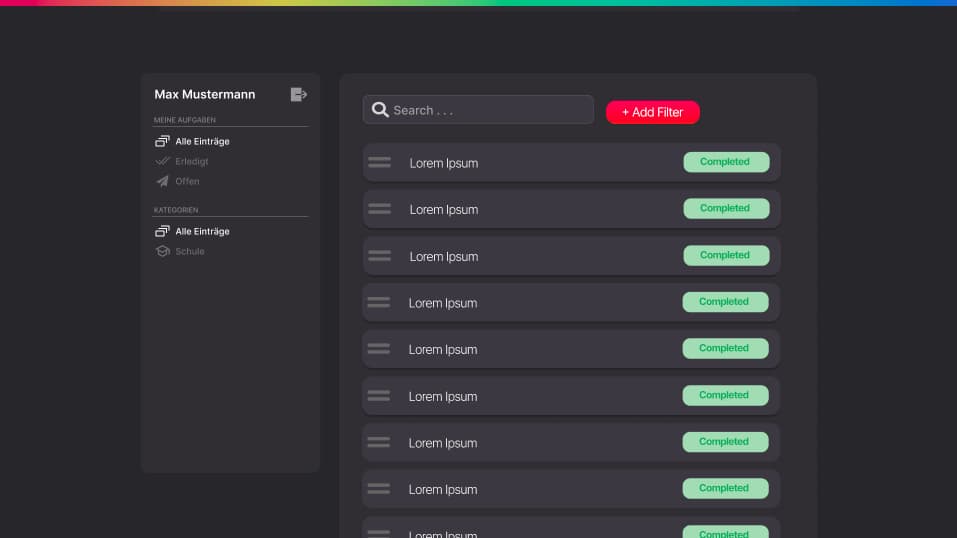 Max Mustermann
MEINE AUFGABEN
Alle Einträge
Erledigt
Offen
KATEGORIEN
Alle Einträge
Schule
Search . . .
+ Add Filter
Lorem Ipsum Completed
Lorem Ipsum Completed
Lorem Ipsum Completed
Lorem Ipsum Completed
Lorem Ipsum Completed
Lorem Ipsum Completed
Lorem Ipsum Completed
Lorem Ipsum Completed
Lorem Ipsum Completed